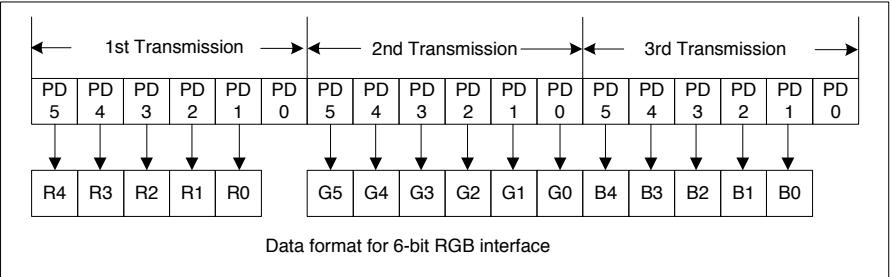 1st Transmission 2nd Transmission 3rd Transmission
PD 5 PD 4 PD 3 PD 2 PD 1 PD 0 PD 5 PD 4 PD 3 PD 2 PD 1 PD 0 PD 5 PD 4 PD 3 PD 2 PD 1 PD 0
R4 R3 R2 R1 R0 G5 G4 G3 G2 G1 G0 B4 B3 B2 B1 B0
Data format for 6-bit RGB interface